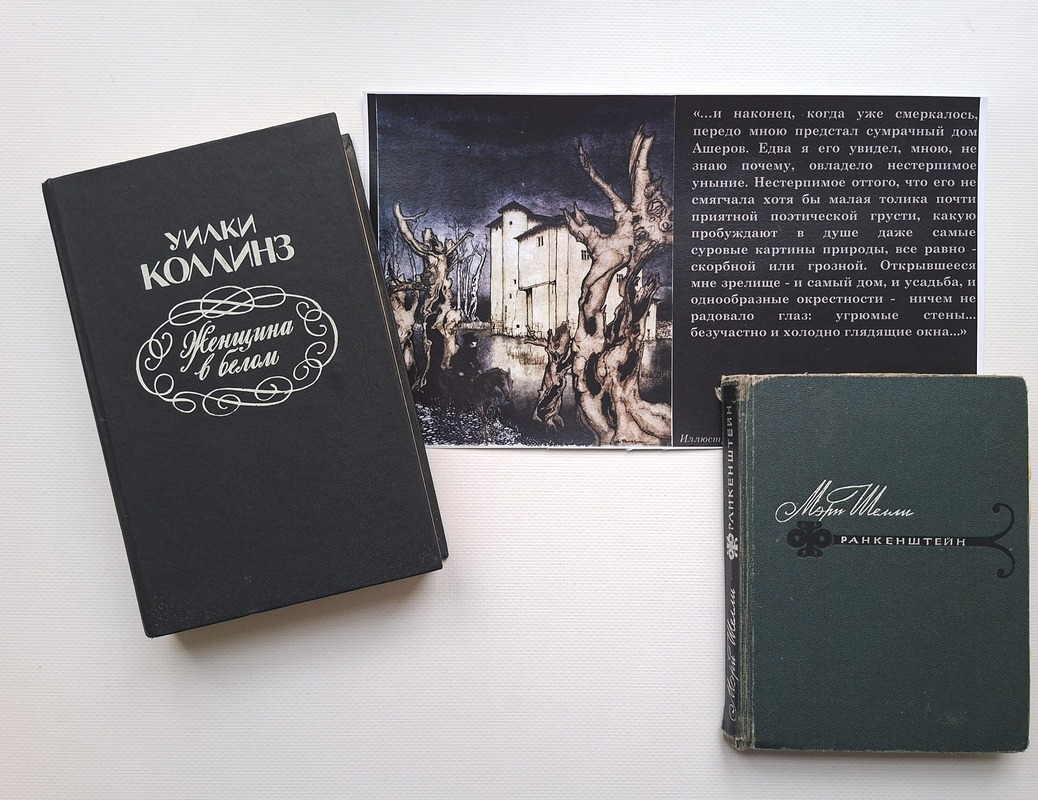 УИЛКИ
КОЛЛИНЗ
Женщина
в белом
«...и наконец, когда уже смеркалось,
передо мною предстал сумрачный дом
Ашеров. Едва я его увидел, мною, не
знаю почему, овладело нестерпимое
уныние. Нестерпимое оттого, что его не
смягчала хотя бы малая толика почти
приятной поэтической грусти, какую
пробуждают в душе даже самые
суровые картины природы, все равно -
скорбной или грозной. Открывшееся
мне зрелище - и самый дом, и усадьба, и
однообразные окрестности - ничем не
радовало глаз: угрюмые стены...
безучастно и холодно глядящие окна...»
Мэри Шелли
ФРАНКЕНШТЕЙН
Мэри Шелли
ФРАНКЕНШТЕЙН